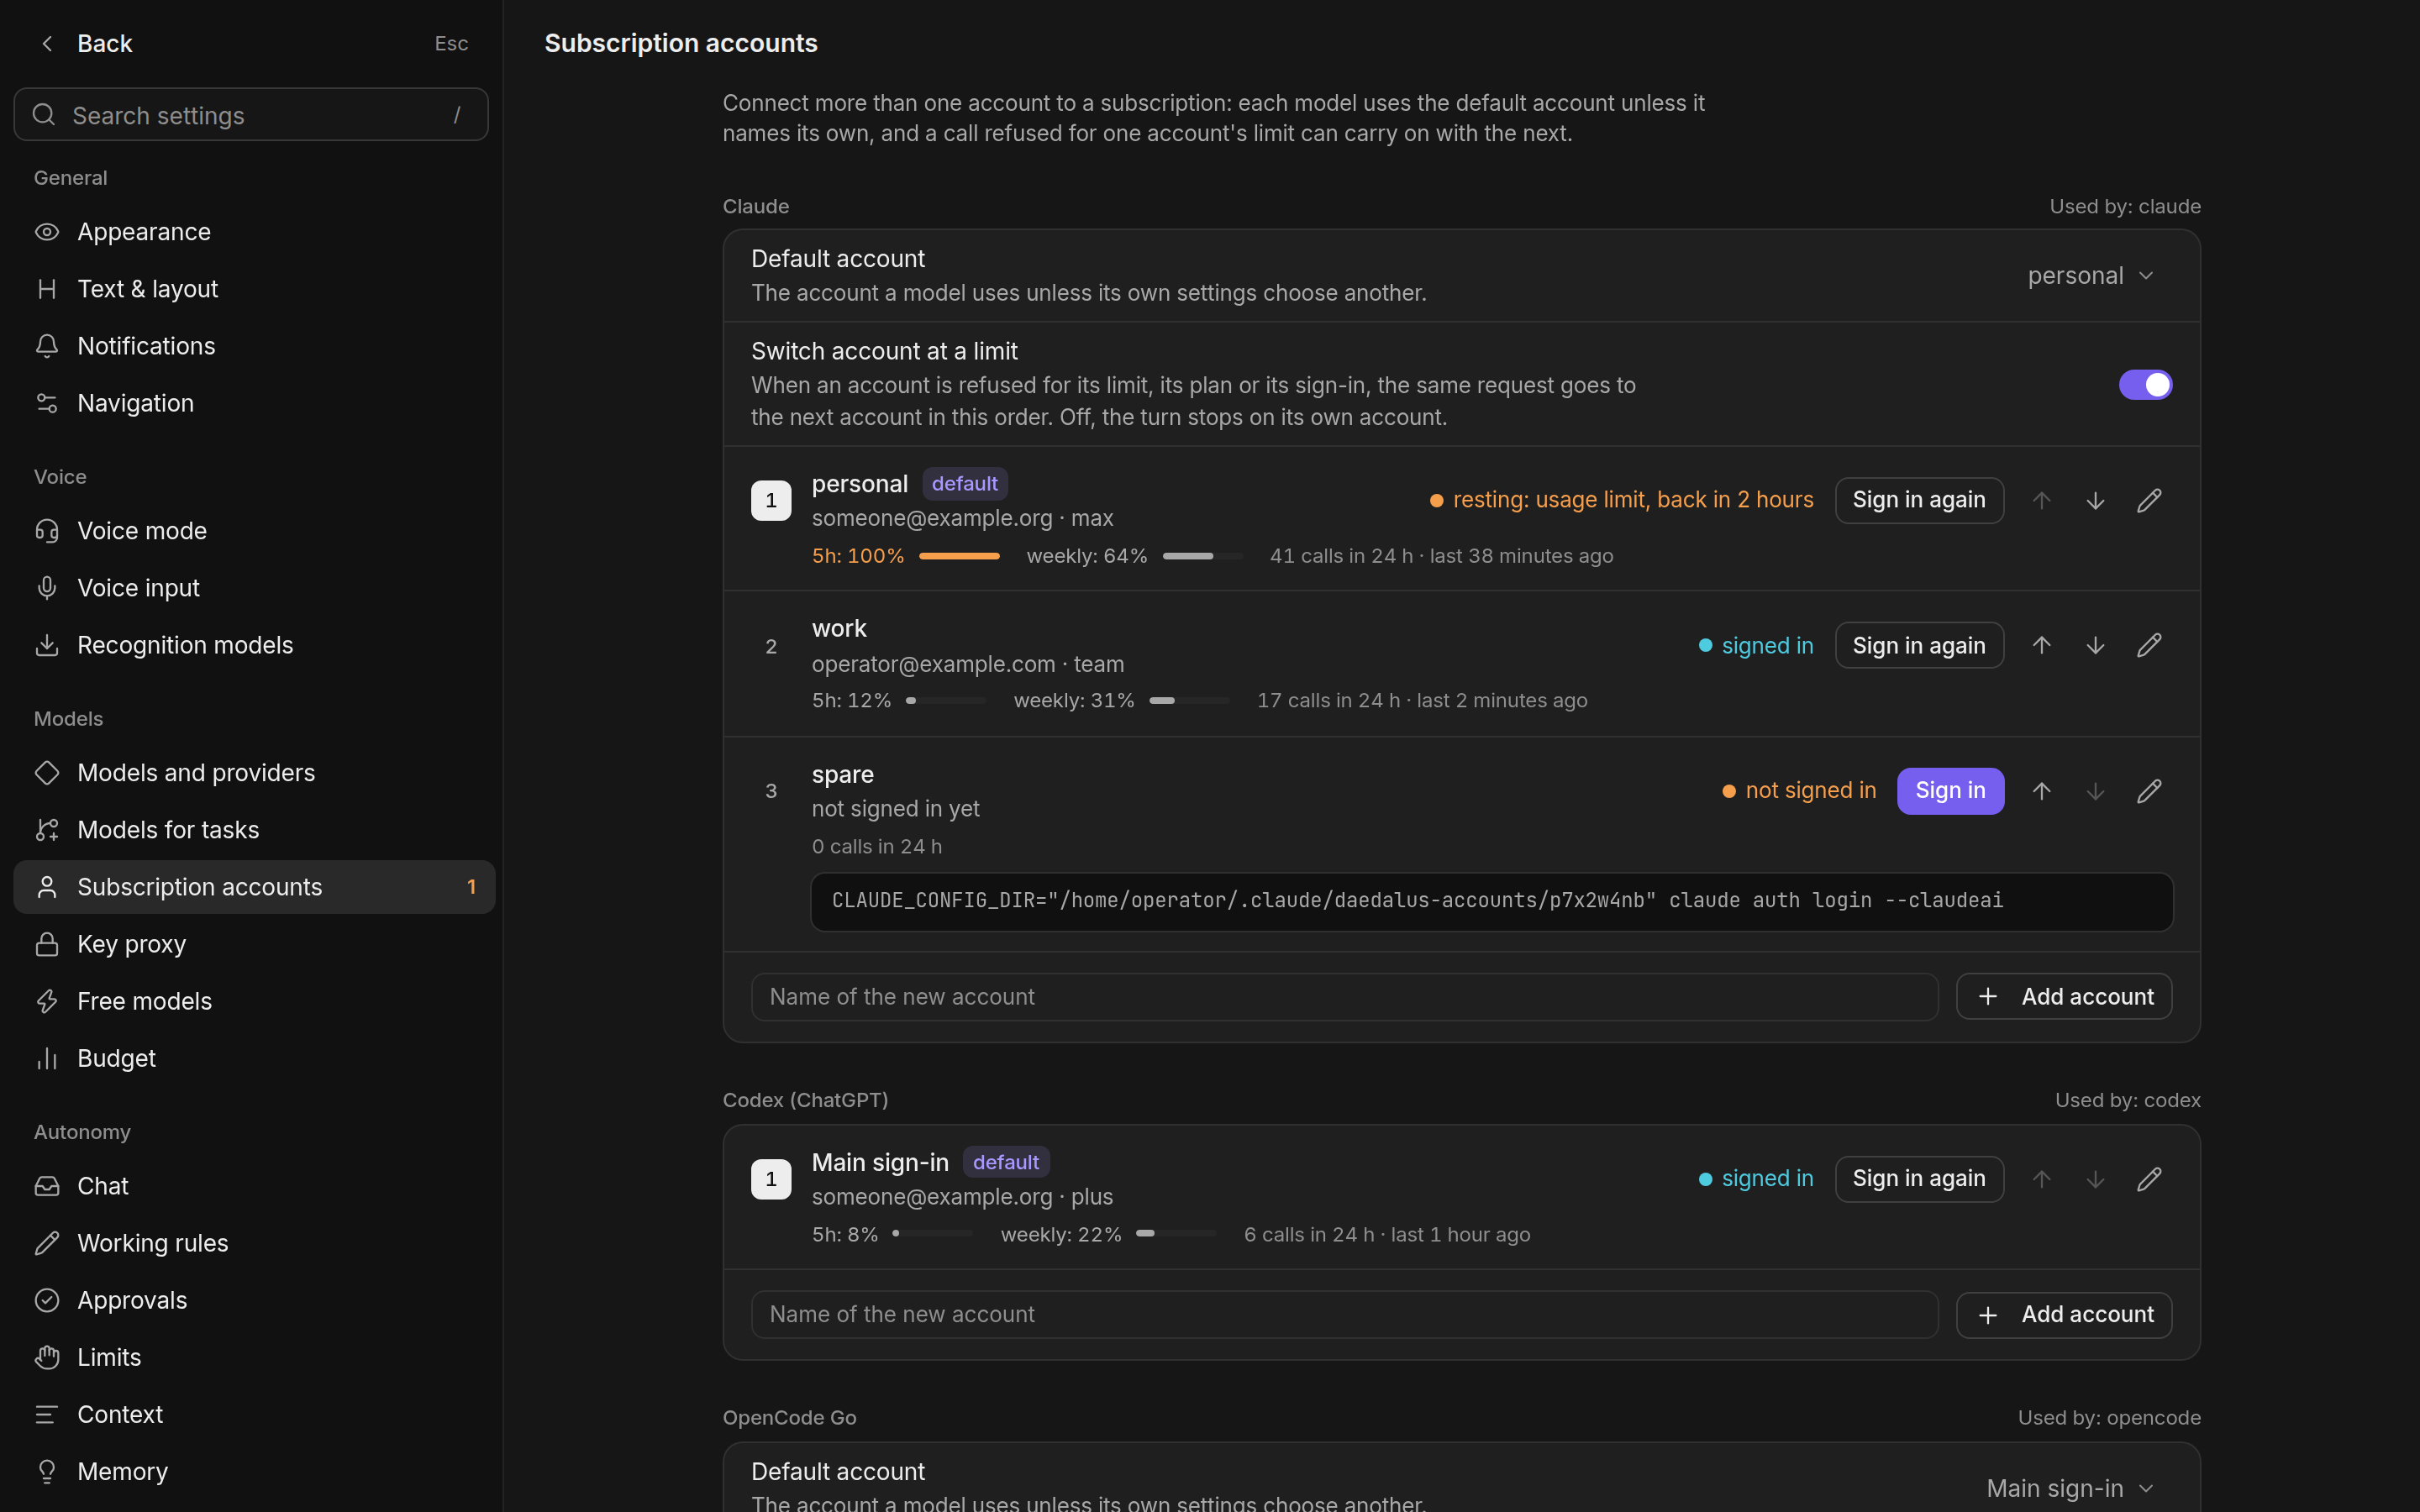 Back
Esc
Search settings
/
General
Appearance
Text & layout
Notifications
Navigation
Voice
Voice mode
Voice input
Recognition models
Models
Models and providers
Models for tasks
Subscription accounts
1
Key proxy
Free models
Budget
Autonomy
Chat
Working rules
Approvals
Limits
Context
Memory
Subscription accounts
Connect more than one account to a subscription: each model uses the default account unless it
names its own, and a call refused for one account's limit can carry on with the next.
Claude
Used by: claude
Default account
The account a model uses unless its own settings choose another.
personal
Switch account at a limit
When an account is refused for its limit, its plan or its sign-in, the same request goes to
the next account in this order. Off, the turn stops on its own account.
1
personal default
someone@example.org · max
resting: usage limit, back in 2 hours
Sign in again
5h: 100% weekly: 64% 41 calls in 24 h · last 38 minutes ago
2
work
operator@example.com · team
signed in
Sign in again
5h: 12% weekly: 31% 17 calls in 24 h · last 2 minutes ago
3
spare
not signed in yet
not signed in
Sign in
0 calls in 24 h
CLAUDE_CONFIG_DIR="/home/operator/.claude/daedalus-accounts/p7x2w4nb" claude auth login --claudeai
Name of the new account
Add account
Codex (ChatGPT)
Used by: codex
1
Main sign-in default
someone@example.org · plus
signed in
Sign in again
5h: 8% weekly: 22% 6 calls in 24 h · last 1 hour ago
Name of the new account
Add account
OpenCode Go
Used by: opencode
Default account
The account a model uses unless its own settings choose another.
Main sign-in